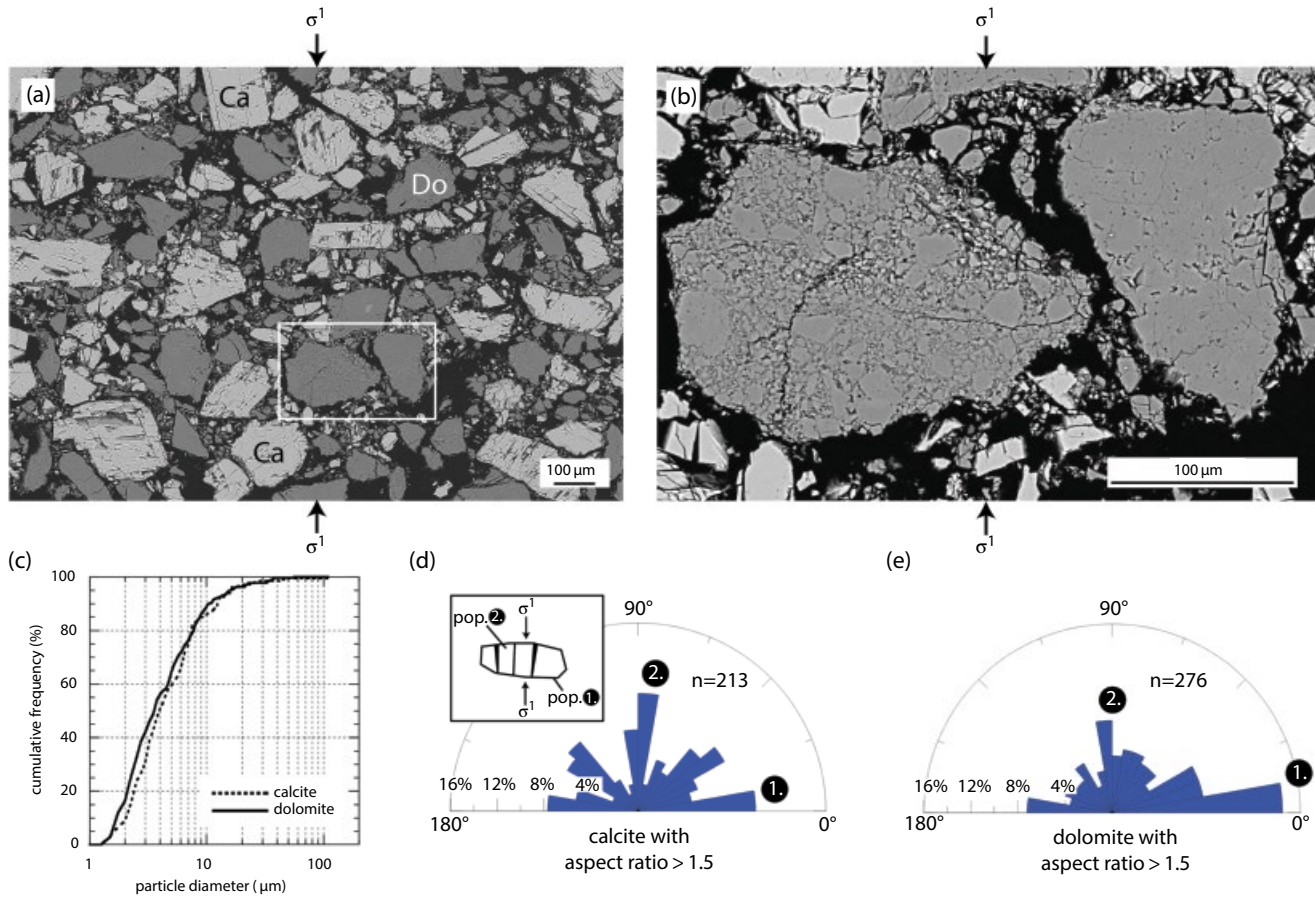 σ¹
σ¹
(a)
Ca
Do
Ca
100 µm
σ¹
(b)
100 µm
σ¹
(c)
cumulative frequency (%)
100
80
60
40
20
0
calcite
dolomite
1
10
100
particle diameter ( µm)
(d)
pop.2.
σ¹
σ¹
pop.1.
90°
2.
n=213
1.
16%
12%
8%
4%
180°
0°
calcite with
aspect ratio > 1.5
(e)
90°
2.
n=276
1.
16%
12%
8%
4%
180°
0°
dolomite with
aspect ratio > 1.5